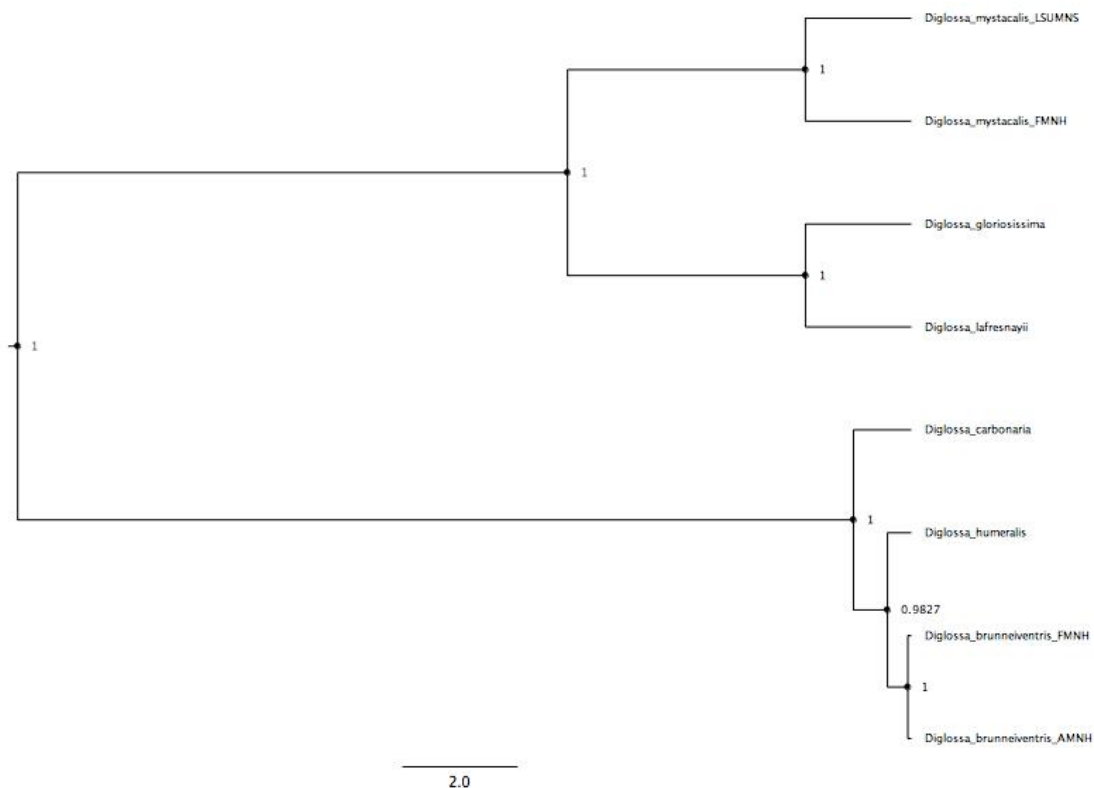 Diglossa_mystacalis_LSUMNS
1
Diglossa_mystacalis_FMNH
1
Diglossa_gloriosissima
1
Diglossa_lafresnayii
1
Diglossa_carbonaria
1
Diglossa_humeralis
0.9827
Diglossa_brunneiventris_FMNH
1
Diglossa_brunneiventris_AMNH
2.0